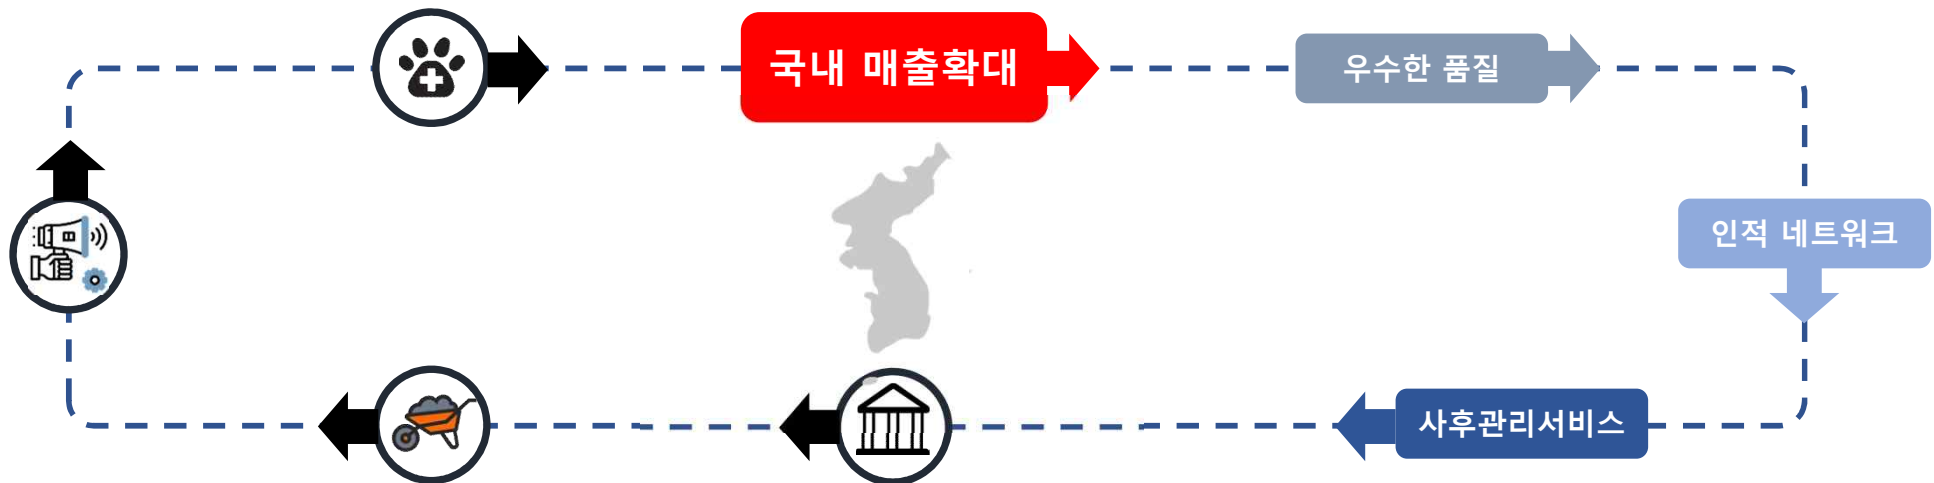 국내 매출확대
우수한 품질
인적 네트워크
사후관리서비스